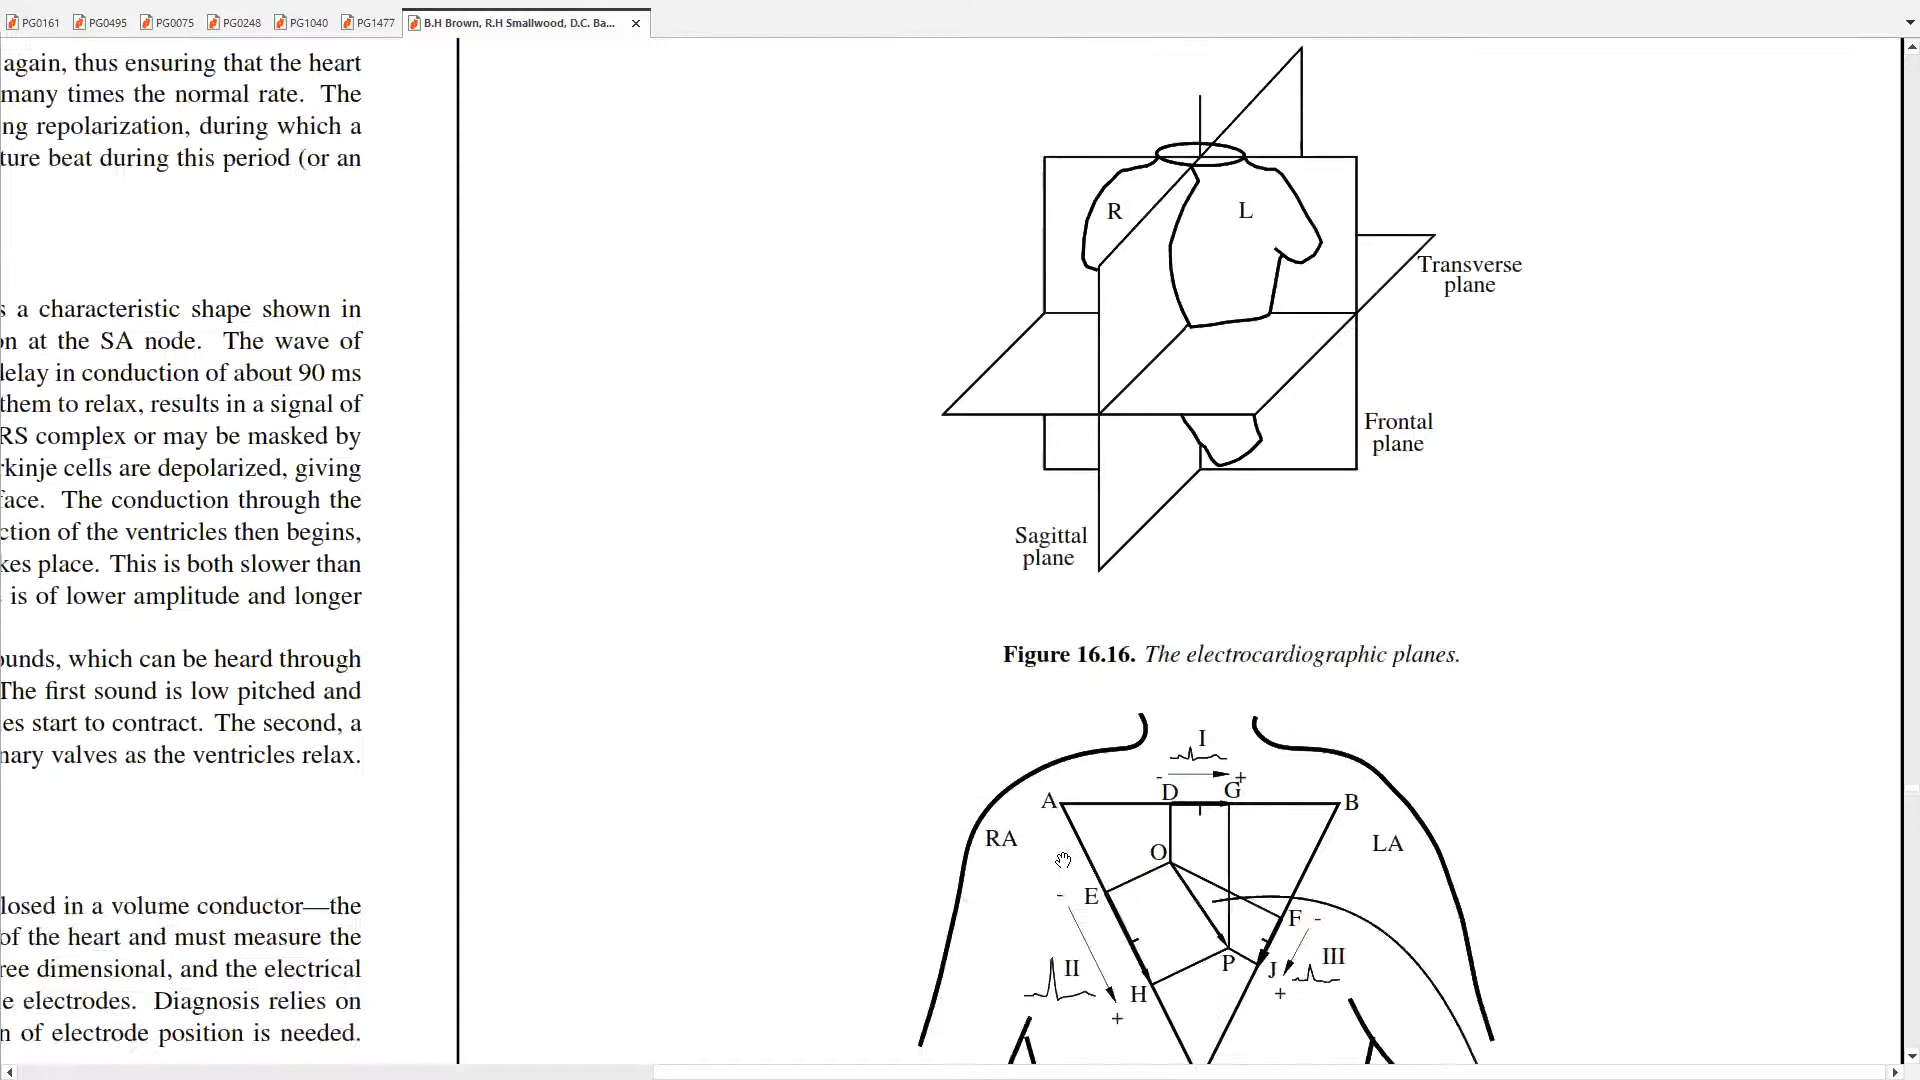 PG0161
PG0495
PG0075
PG0248
PG1040
PG1477
B.H Brown, R.H Smallwood, D.C. Ba...
again, thus ensuring that the heart
many times the normal rate. The
ng repolarization, during which a
ture beat during this period (or an
s a characteristic shape shown in
on at the SA node. The wave of
delay in conduction of about 90 ms
them to relax, results in a signal of
RS complex or may be masked by
rkinje cells are depolarized, giving
face. The conduction through the
ction of the ventricles then begins,
kes place. This is both slower than
is of lower amplitude and longer
ounds, which can be heard through
The first sound is low pitched and
les start to contract. The second, a
nary valves as the ventricles relax.
losed in a volume conductor—the
of the heart and must measure the
ree dimensional, and the electrical
e electrodes. Diagnosis relies on
n of electrode position is needed.
R
L
Transverse
plane
Frontal
plane
Sagittal
plane
Figure 16.16. The electrocardiographic planes.
I
- +
A D G B
RA
LA
O
- E
F -
P
J
III
II
H
+
+